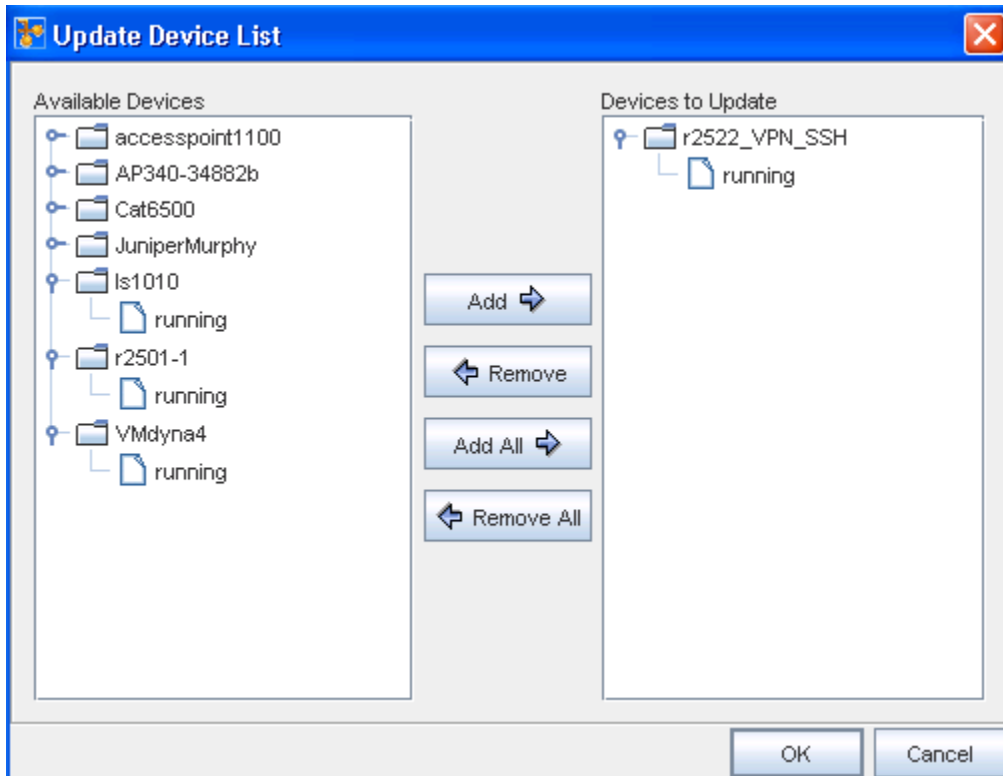 Update Device List
Available Devices
accesspoint1100
AP340-34882b
Cat6500
JuniperMurphy
ls1010
running
r2501-1
running
VMdyna4
running
Add
Remove
Add All
Remove All
Devices to Update
r2522_VPN_SSH
running
OK
Cancel